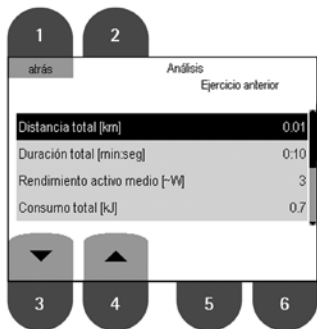 1 2
atrás Análisis
Ejercicio anterior
Distancia total [km] 0.01
Duración total [min:seg] 0:10
Rendimiento activo medio [~W] 3
Consumo total [kJ] 0.7
3 4 5 6